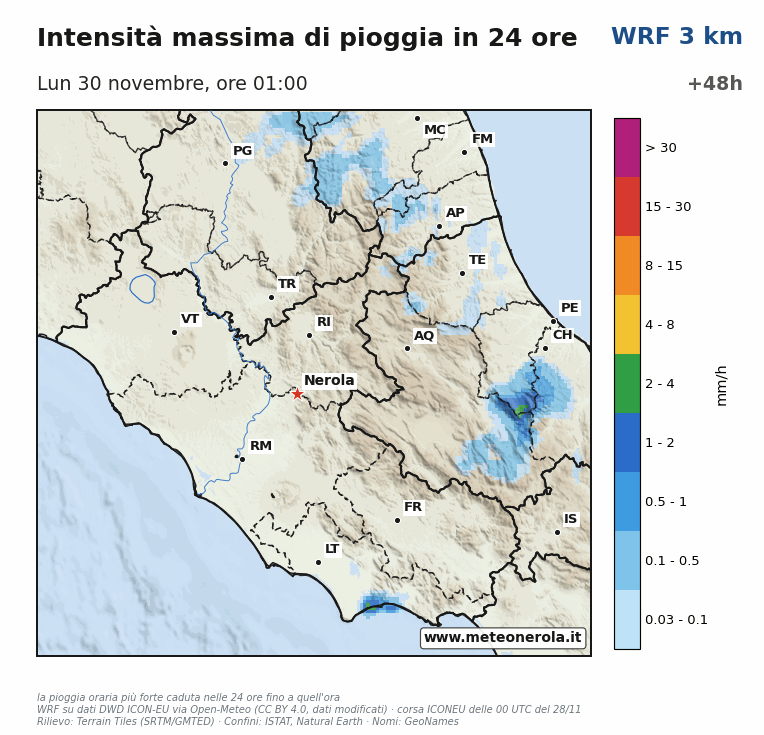 Intensità massima di pioggia in 24 ore
WRF 3 km
Lun 30 novembre, ore 01:00
+48h
MC
FM
PG
AP
TE
TR
PE
VT
RI
AQ
CH
Nerola
RM
FR
IS
LT
www.meteonerola.it
> 30
15 - 30
8 - 15
4 - 8
2 - 4
1 - 2
0.5 - 1
0.1 - 0.5
0.03 - 0.1
mm/h
la pioggia oraria più forte caduta nelle 24 ore fino a quell'ora
WRF su dati DWD ICON-EU via Open-Meteo (CC BY 4.0, dati modificati) · corsa ICONEU delle 00 UTC del 28/11
Rilievo: Terrain Tiles (SRTM/GMTED) · Confini: ISTAT, Natural Earth · Nomi: GeoNames